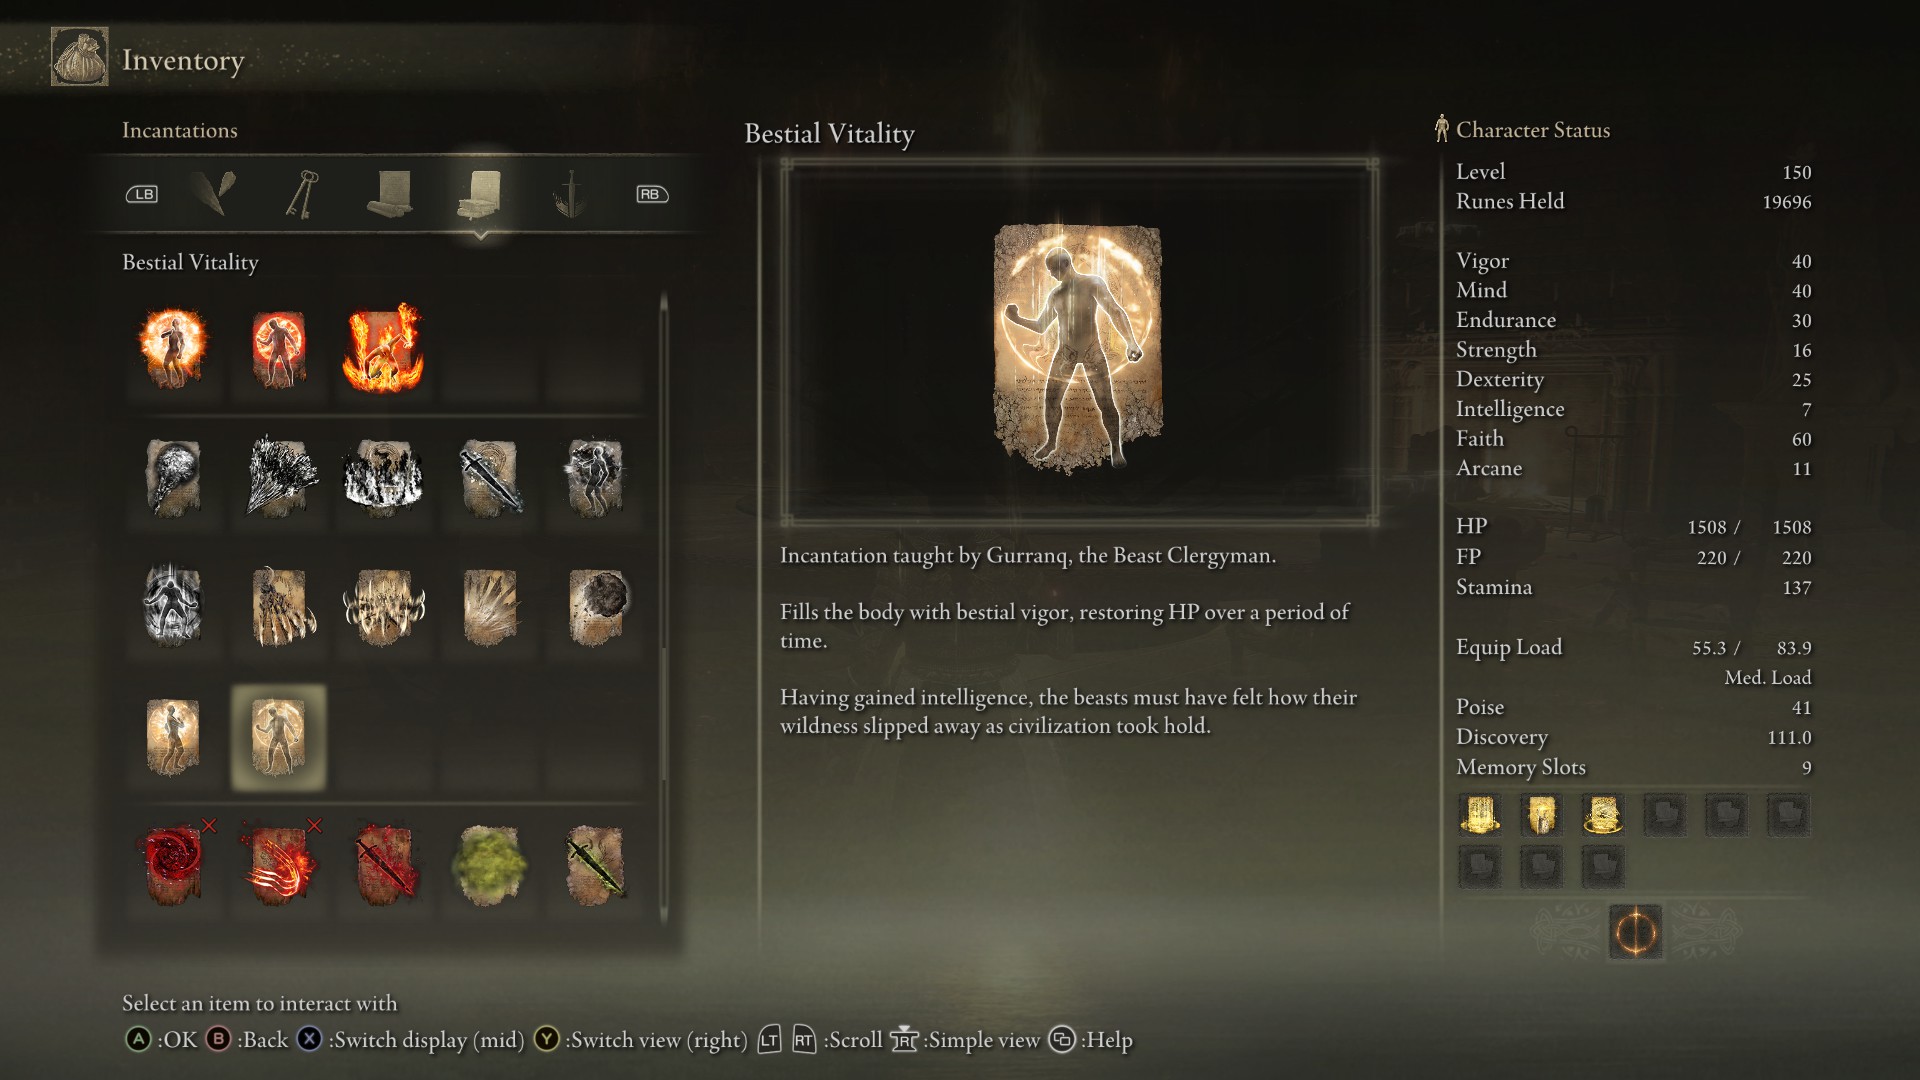 Inventory
Incantations
LB
RB
Bestial Vitality
Bestial Vitality
Incantation taught by Gurranq, the Beast Clergyman.
Fills the body with bestial vigor, restoring HP over a period of
time.
Having gained intelligence, the beasts must have felt how their
wildness slipped away as civilization took hold.
Character Status
Level 150
Runes Held 19696
Vigor 40
Mind 40
Endurance 30
Strength 16
Dexterity 25
Intelligence 7
Faith 60
Arcane 11
HP 1508 / 1508
FP 220 / 220
Stamina 137
Equip Load 55.3 / 83.9
Med. Load
Poise 41
Discovery 111.0
Memory Slots 9
Select an item to interact with
A :OK B :Back X :Switch display (mid) Y :Switch view (right) LT RT :Scroll R :Simple view :Help